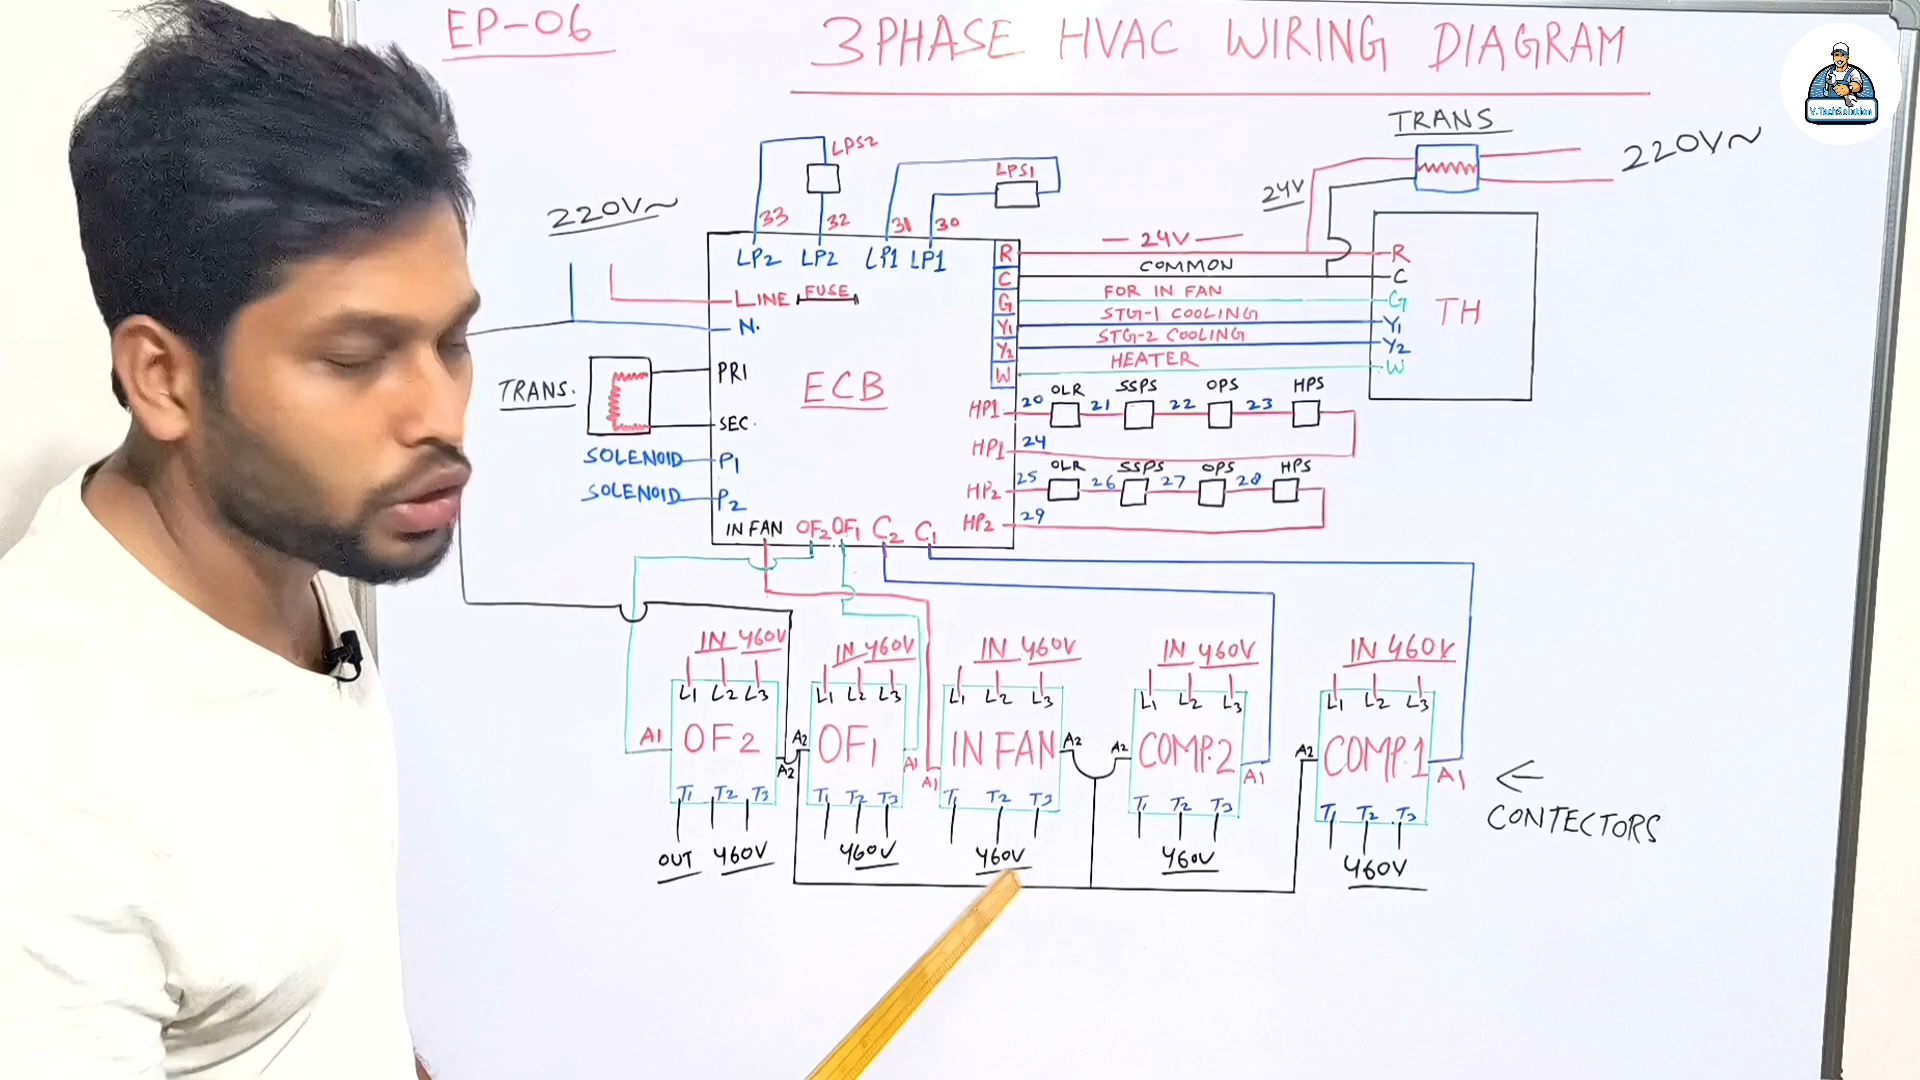 EP-06
3 PHASE HVAC WIRING DIAGRAM
V.TechSolution
TRANS
220V~
24V
LPS2
LPS1
220V~
33 32 31 30
LP2 LP2 LP1 LP1
LINE FUSE
N.
TRANS.
PRI
SEC.
ECB
SOLENOID P1
SOLENOID P2
IN FAN OF2 OF1 C2 C1
R — 24V — R
C COMMON C
G FOR IN FAN G
Y1 STG-1 COOLING Y1
Y2 STG-2 COOLING Y2
W HEATER W
TH
OLR SSPS OPS HPS
HP1 20 21 22 23
HP1 24
OLR SSPS OPS HPS
HP2 25 26 27 28
HP2 29
IN 460V IN 460V IN 460V IN 460V IN 460V
L1 L2 L3 L1 L2 L3 L1 L2 L3 L1 L2 L3 L1 L2 L3
A1 OF2 A2 A2 OF1 A1 A1 IN FAN A2 A2 COMP.2 A1 A2 COMP.1 A1
T1 T2 T3 T1 T2 T3 T1 T2 T3 T1 T2 T3 T1 T2 T3
OUT 460V 460V 460V 460V 460V
←
CONTECTORS